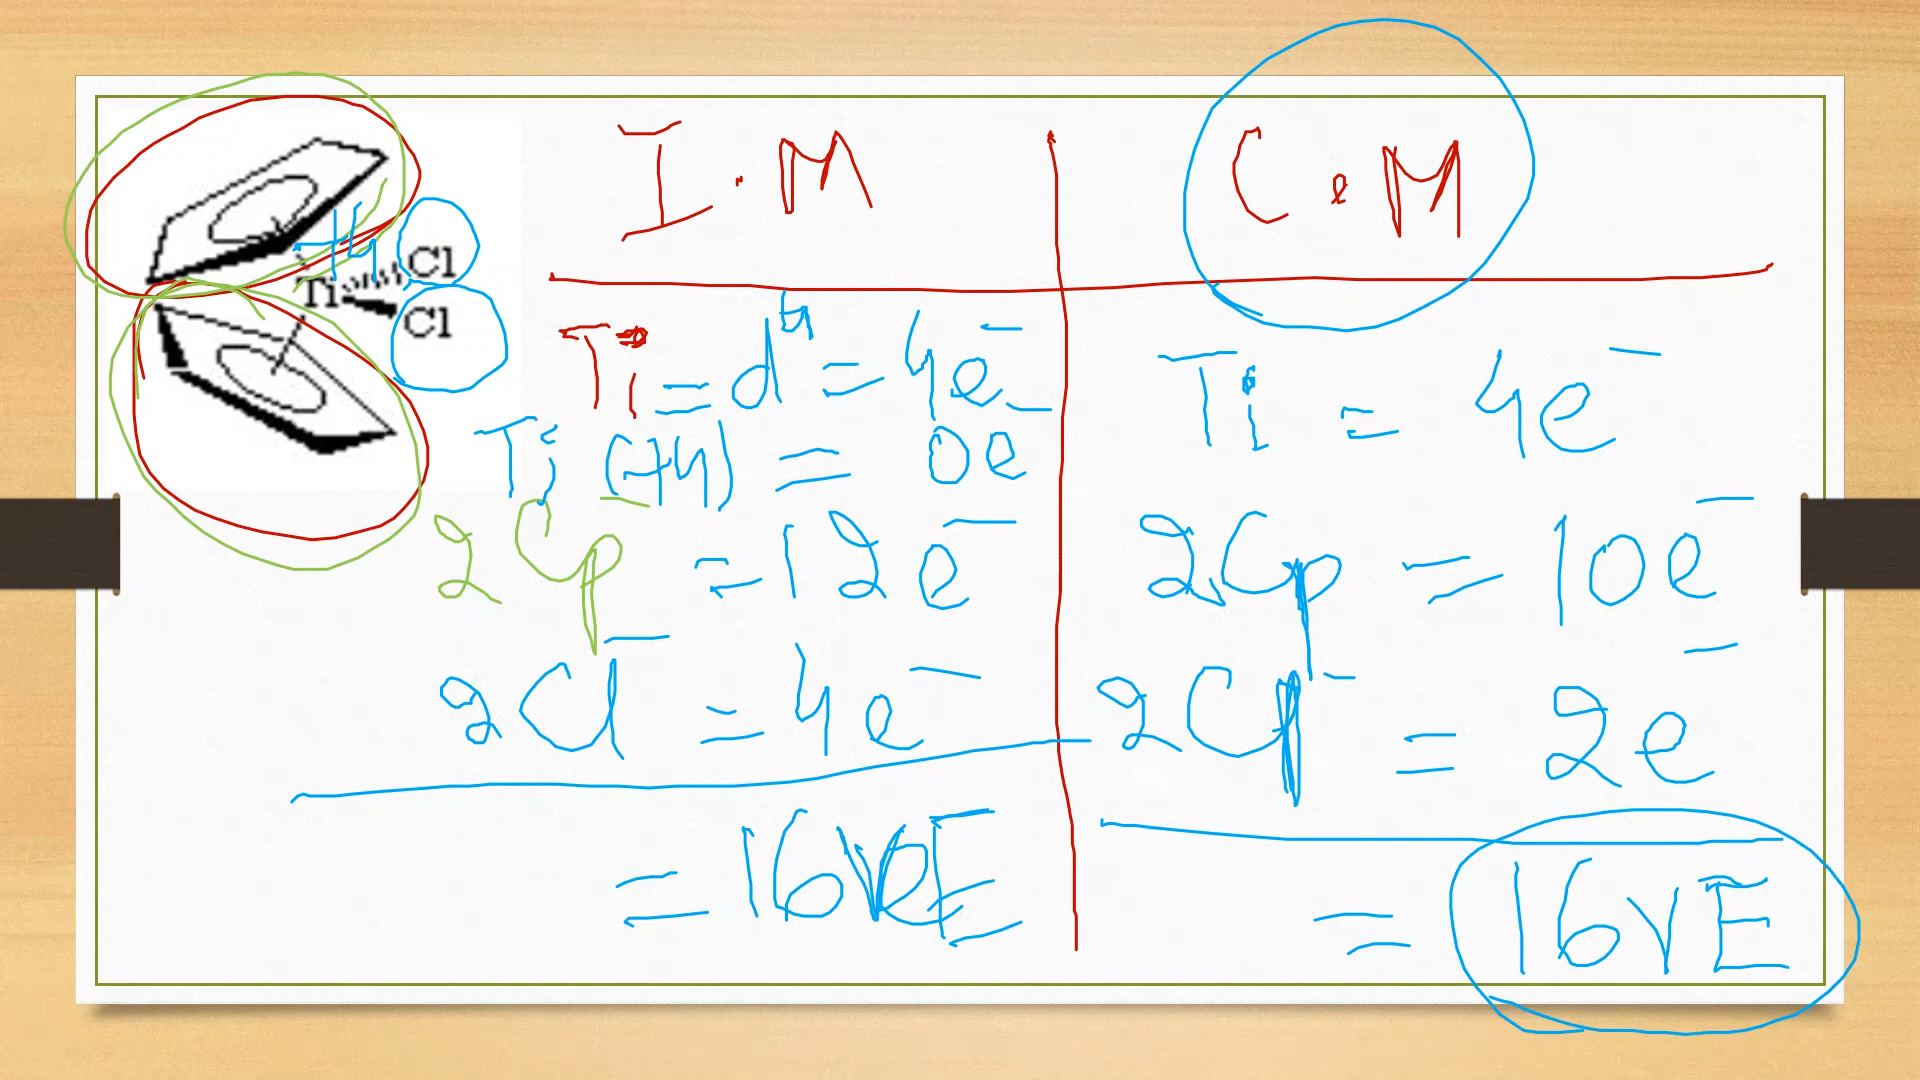 I.M
C.M
+4
Cl
Ti
Cl
Ti° = d⁴ = 4e⁻
Ti = 4e⁻
Ti (+4) = 0e⁻
2Cp⁻ = 12e⁻
2Cp = 10e⁻
2Cl⁻ = 4e⁻
2Cl = 2e⁻
= 16VE
= 16VE